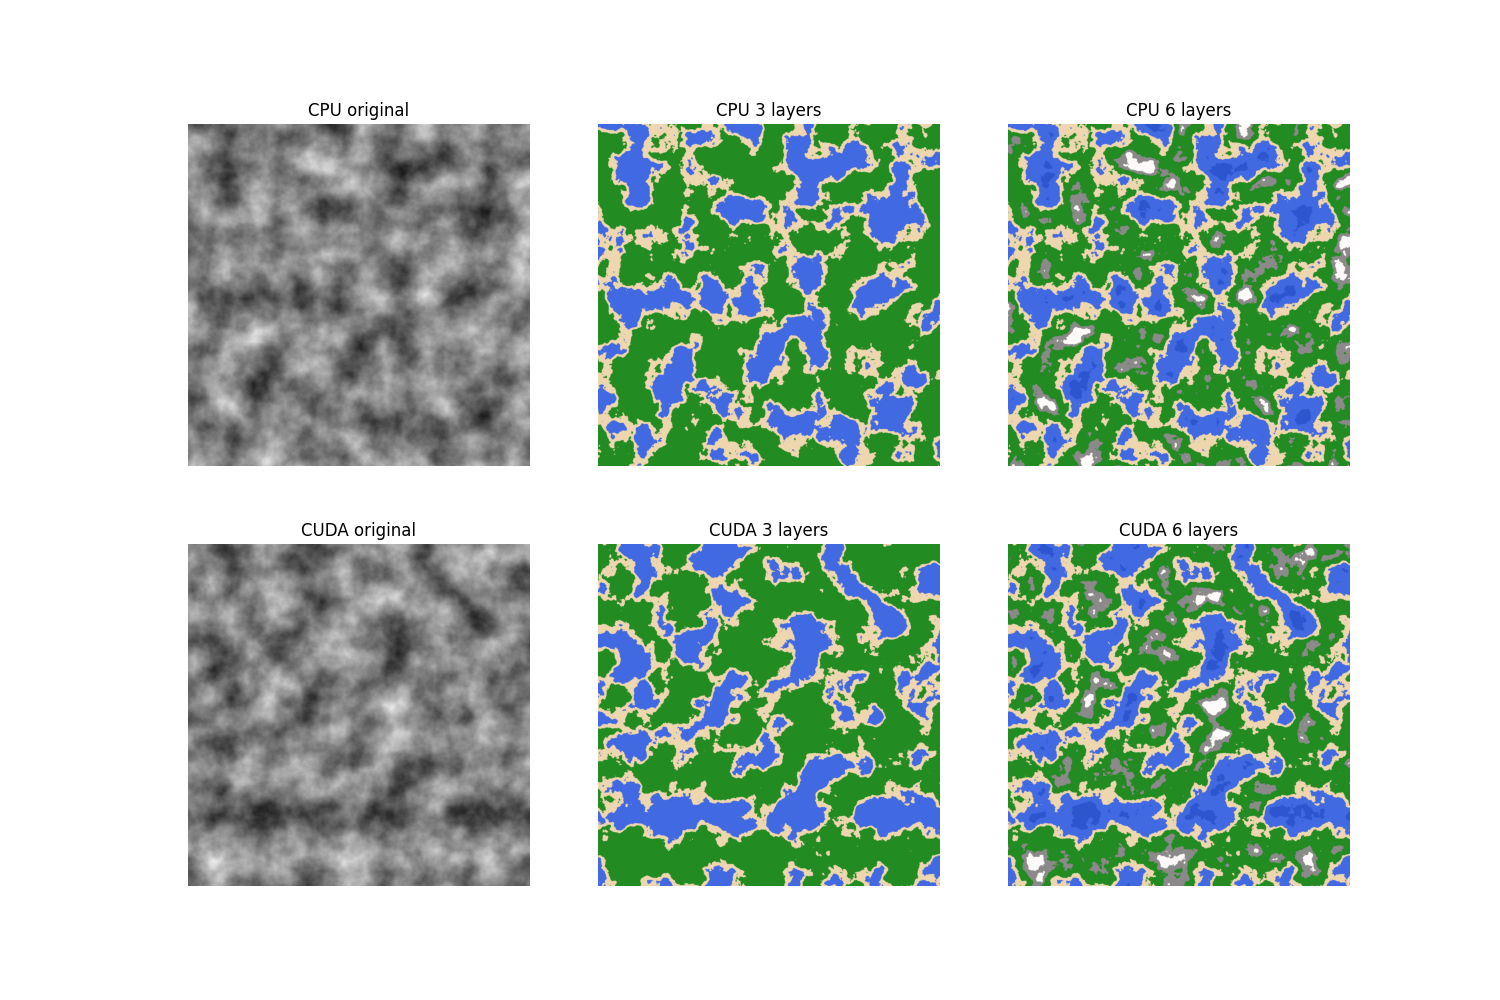 CPU original
CPU 3 layers
CPU 6 layers
CUDA original
CUDA 3 layers
CUDA 6 layers